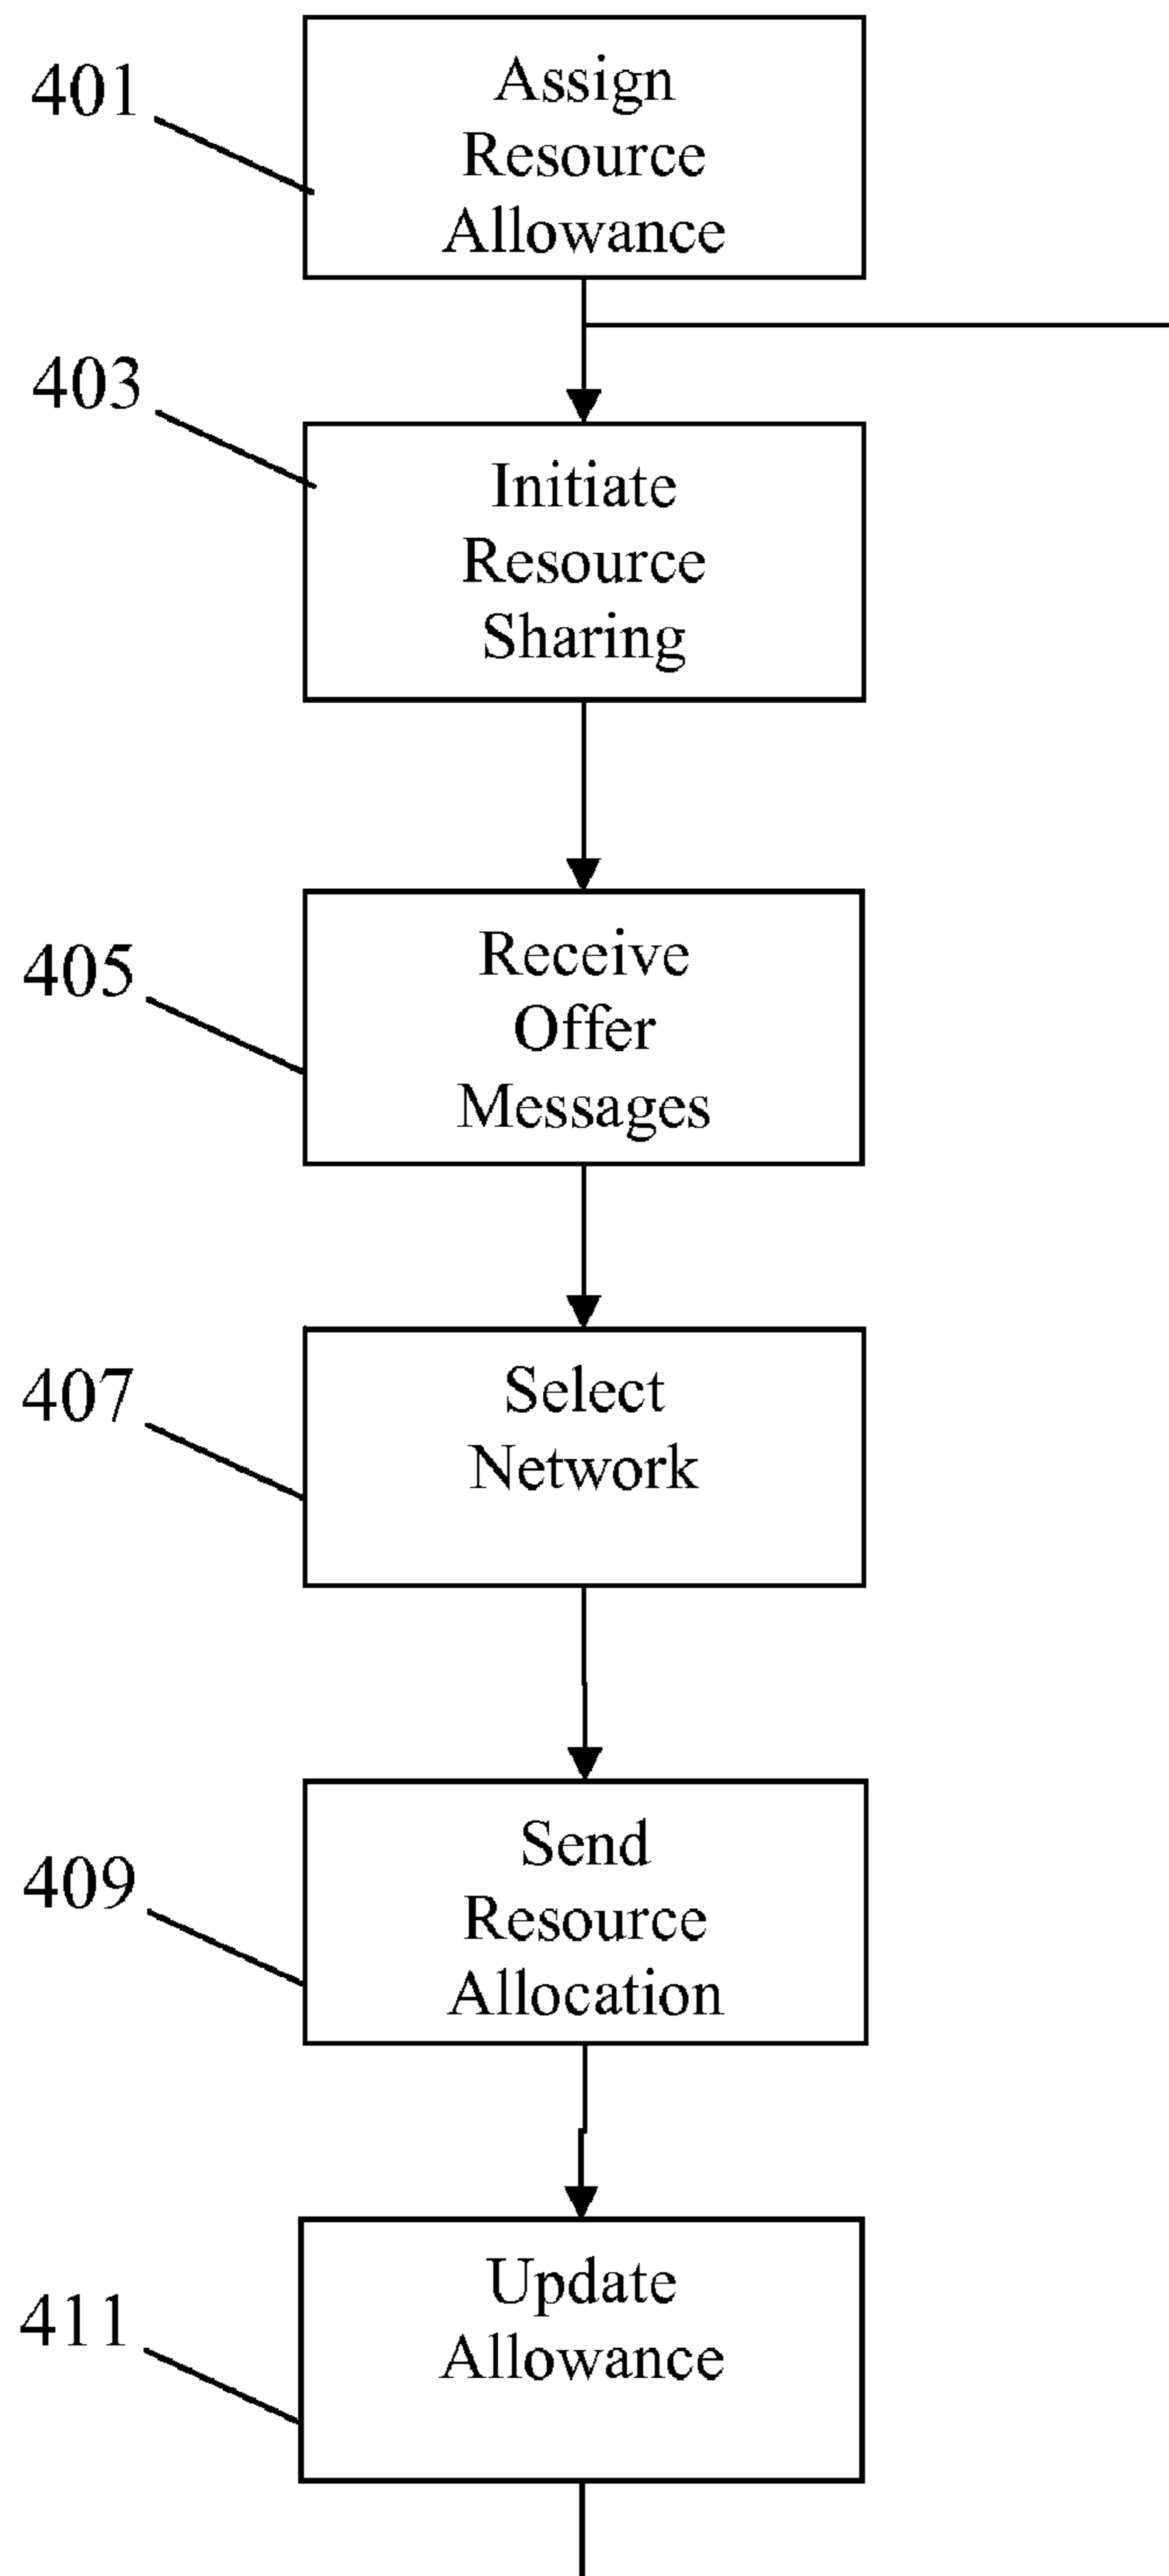 401
Assign
Resource
Allowance
403
Initiate
Resource
Sharing
405
Receive
Offer
Messages
407
Select
Network
409
Send
Resource
Allocation
411
Update
Allowance